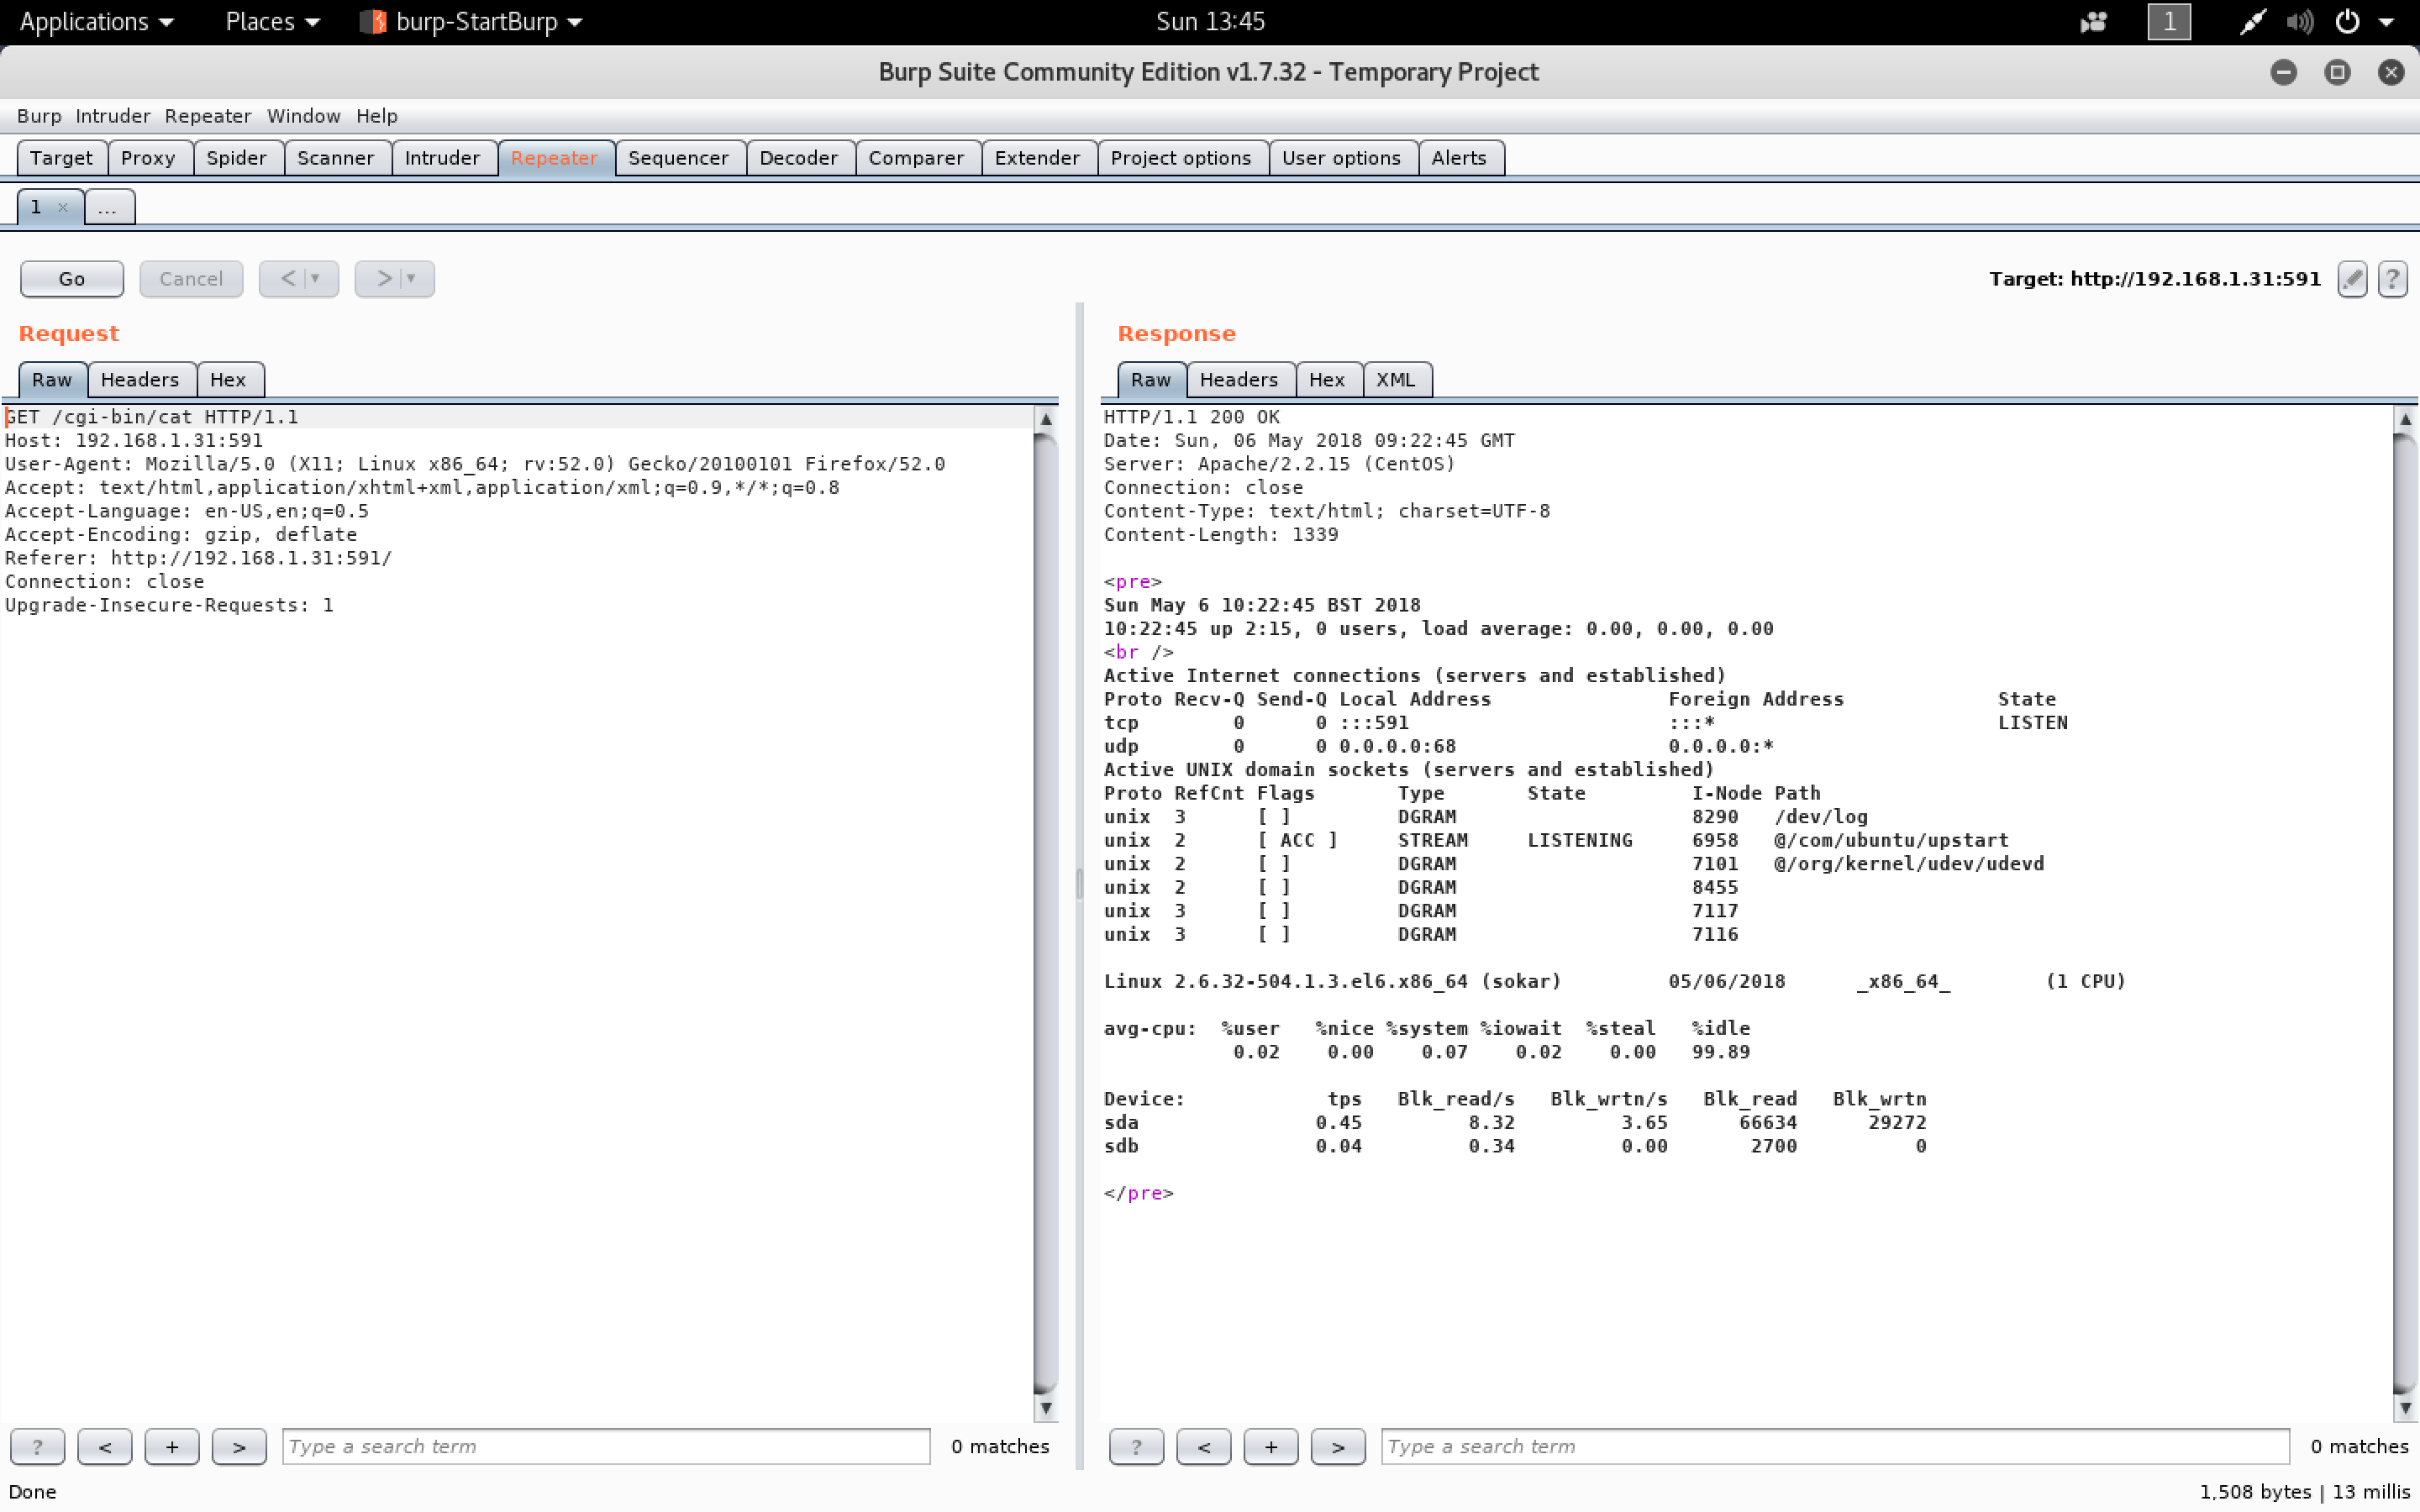 Applications Places burp-StartBurp Sun 13:45 1
Burp Suite Community Edition v1.7.32 - Temporary Project
Burp Intruder Repeater Window Help
Target Proxy Spider Scanner Intruder Repeater Sequencer Decoder Comparer Extender Project options User options Alerts
1 × ...
Go Cancel < > Target: http://192.168.1.31:591 ?
Request
Raw Headers Hex
GET /cgi-bin/cat HTTP/1.1
Host: 192.168.1.31:591
User-Agent: Mozilla/5.0 (X11; Linux x86_64; rv:52.0) Gecko/20100101 Firefox/52.0
Accept: text/html,application/xhtml+xml,application/xml;q=0.9,*/*;q=0.8
Accept-Language: en-US,en;q=0.5
Accept-Encoding: gzip, deflate
Referer: http://192.168.1.31:591/
Connection: close
Upgrade-Insecure-Requests: 1
? < + > Type a search term 0 matches
Response
Raw Headers Hex XML
HTTP/1.1 200 OK
Date: Sun, 06 May 2018 09:22:45 GMT
Server: Apache/2.2.15 (CentOS)
Connection: close
Content-Type: text/html; charset=UTF-8
Content-Length: 1339
<pre>
Sun May 6 10:22:45 BST 2018
10:22:45 up 2:15, 0 users, load average: 0.00, 0.00, 0.00
<br />
Active Internet connections (servers and established)
Proto Recv-Q Send-Q Local Address Foreign Address State
tcp 0 0 :::591 :::* LISTEN
udp 0 0 0.0.0.0:68 0.0.0.0:*
Active UNIX domain sockets (servers and established)
Proto RefCnt Flags Type State I-Node Path
unix 3 [ ] DGRAM 8290 /dev/log
unix 2 [ ACC ] STREAM LISTENING 6958 @/com/ubuntu/upstart
unix 2 [ ] DGRAM 7101 @/org/kernel/udev/udevd
unix 2 [ ] DGRAM 8455
unix 3 [ ] DGRAM 7117
unix 3 [ ] DGRAM 7116
Linux 2.6.32-504.1.3.el6.x86_64 (sokar) 05/06/2018 _x86_64_ (1 CPU)
avg-cpu: %user %nice %system %iowait %steal %idle
0.02 0.00 0.07 0.02 0.00 99.89
Device: tps Blk_read/s Blk_wrtn/s Blk_read Blk_wrtn
sda 0.45 8.32 3.65 66634 29272
sdb 0.04 0.34 0.00 2700 0
</pre>
? < + > Type a search term 0 matches
Done 1,508 bytes | 13 millis